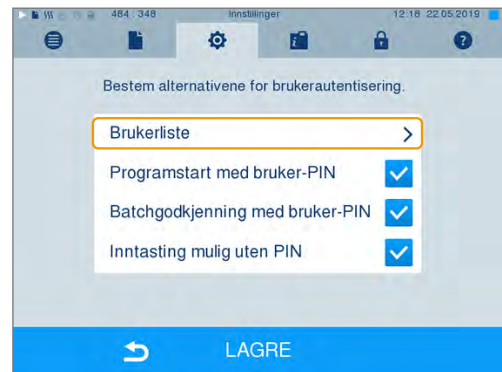 484 : 348 Innstillinger 12:18 22.05.2019
Bestem alternativene for brukerautentisering.
Brukerliste
Programstart med bruker-PIN
Batchgodkjenning med bruker-PIN
Inntasting mulig uten PIN
LAGRE